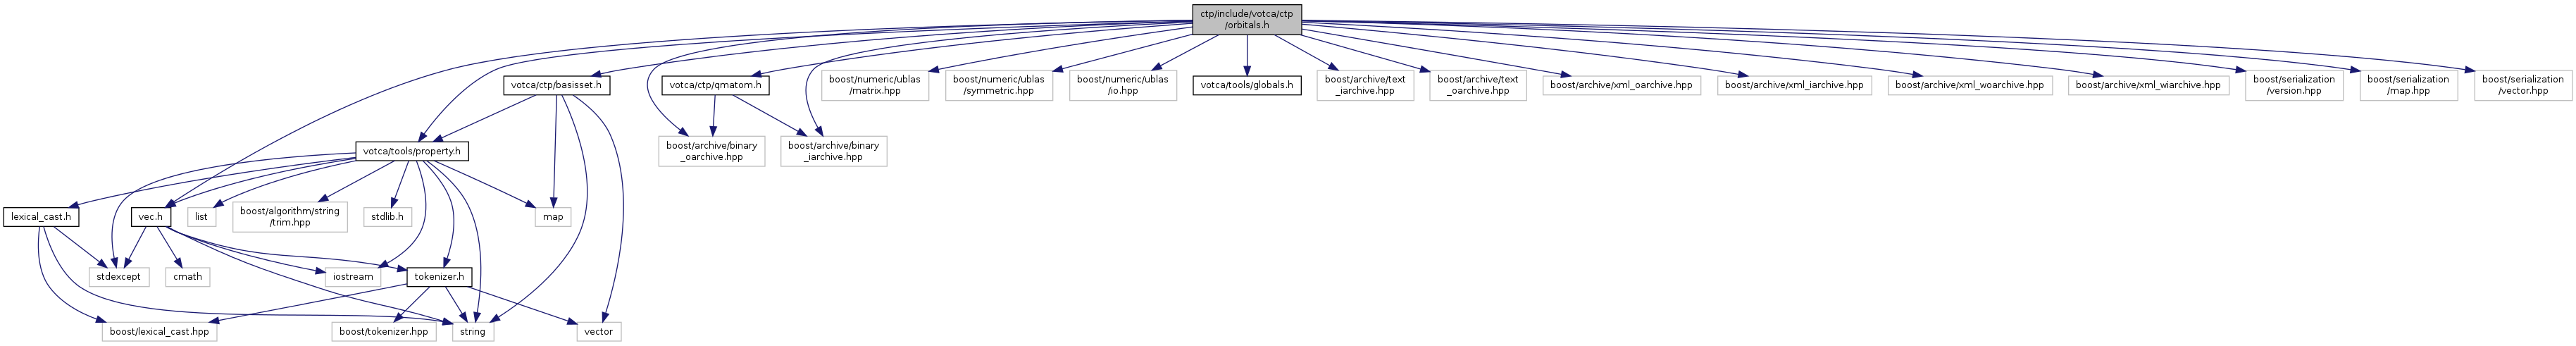 ctp/include/votca/ctp
/orbitals.h
votca/ctp/basisset.h
votca/ctp/qmatom.h
boost/numeric/ublas
/matrix.hpp
boost/numeric/ublas
/symmetric.hpp
boost/numeric/ublas
/io.hpp
votca/tools/globals.h
boost/archive/text
_iarchive.hpp
boost/archive/text
_oarchive.hpp
boost/archive/xml_oarchive.hpp
boost/archive/xml_iarchive.hpp
boost/archive/xml_woarchive.hpp
boost/archive/xml_wiarchive.hpp
boost/serialization
/version.hpp
boost/serialization
/map.hpp
boost/serialization
/vector.hpp
votca/tools/property.h
boost/archive/binary
_oarchive.hpp
boost/archive/binary
_iarchive.hpp
lexical_cast.h
vec.h
list
boost/algorithm/string
/trim.hpp
stdlib.h
map
stdexcept
cmath
iostream
tokenizer.h
boost/lexical_cast.hpp
boost/tokenizer.hpp
string
vector